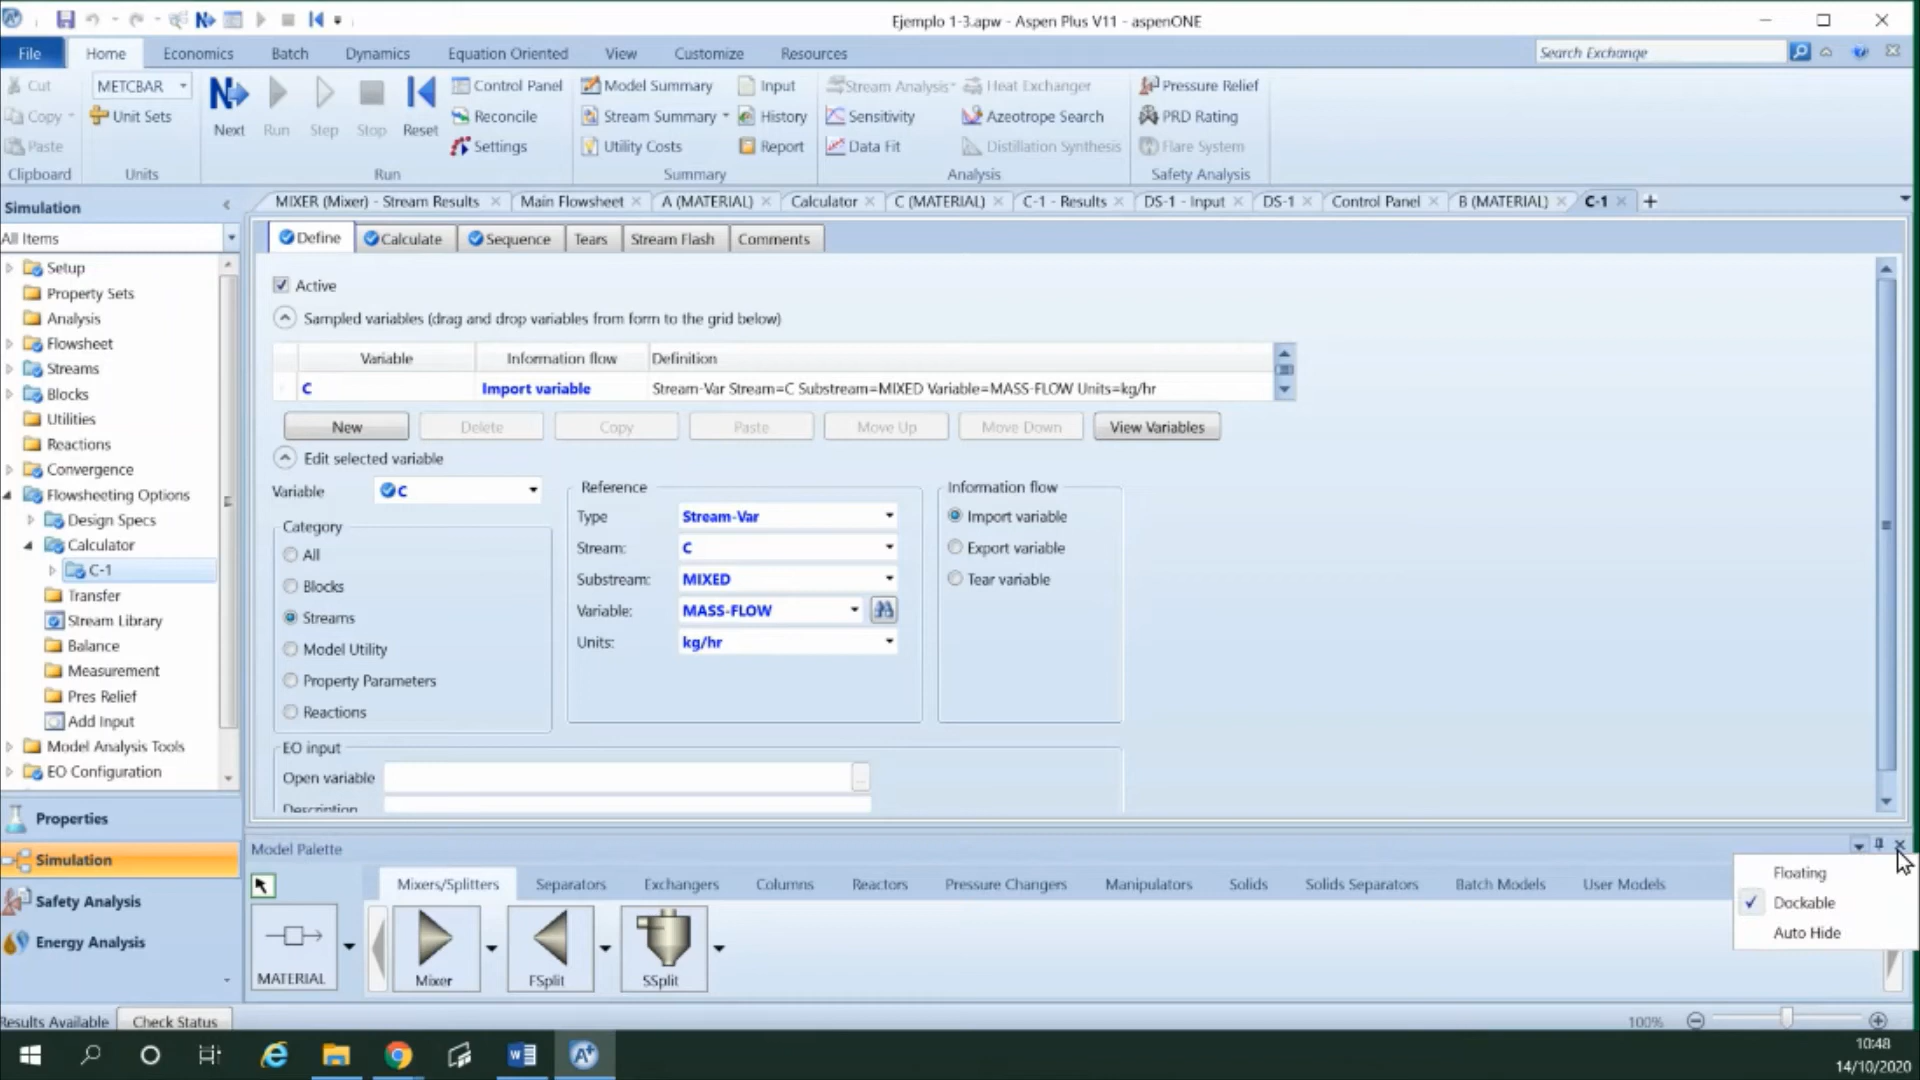 Ejemplo 1-3.apw - Aspen Plus V11 - aspenONE
File Home Economics Batch Dynamics Equation Oriented View Customize Resources Search Exchange
Cut METCBAR Control Panel Model Summary Input Stream Analysis Heat Exchanger Pressure Relief
Copy Unit Sets Next Run Step Stop Reset Reconcile Stream Summary History Sensitivity Azeotrope Search PRD Rating
Paste Settings Utility Costs Report Data Fit Distillation Synthesis Flare System
Clipboard Units Run Summary Analysis Safety Analysis
Simulation
MIXER (Mixer) - Stream Results Main Flowsheet A (MATERIAL) Calculator C (MATERIAL) C-1 - Results DS-1 - Input DS-1 Control Panel B (MATERIAL) C-1
All Items
Setup
Property Sets
Analysis
Flowsheet
Streams
Blocks
Utilities
Reactions
Convergence
Flowsheeting Options
Design Specs
Calculator
C-1
Transfer
Stream Library
Balance
Measurement
Pres Relief
Add Input
Model Analysis Tools
EO Configuration
Properties
Simulation
Safety Analysis
Energy Analysis
Define Calculate Sequence Tears Stream Flash Comments
Active
Sampled variables (drag and drop variables from form to the grid below)
Variable Information flow Definition
C Import variable Stream-Var Stream=C Substream=MIXED Variable=MASS-FLOW Units=kg/hr
New Delete Copy Paste Move Up Move Down View Variables
Edit selected variable
Variable C
Category
All
Blocks
Streams
Model Utility
Property Parameters
Reactions
Reference
Type Stream-Var
Stream: C
Substream: MIXED
Variable: MASS-FLOW
Units: kg/hr
Information flow
Import variable
Export variable
Tear variable
EO input
Open variable
Description
Model Palette
Mixers/Splitters Separators Exchangers Columns Reactors Pressure Changers Manipulators Solids Solids Separators Batch Models User Models
MATERIAL Mixer FSplit SSplit
Floating
Dockable
Auto Hide
Results Available Check Status 100%
10:48
14/10/2020